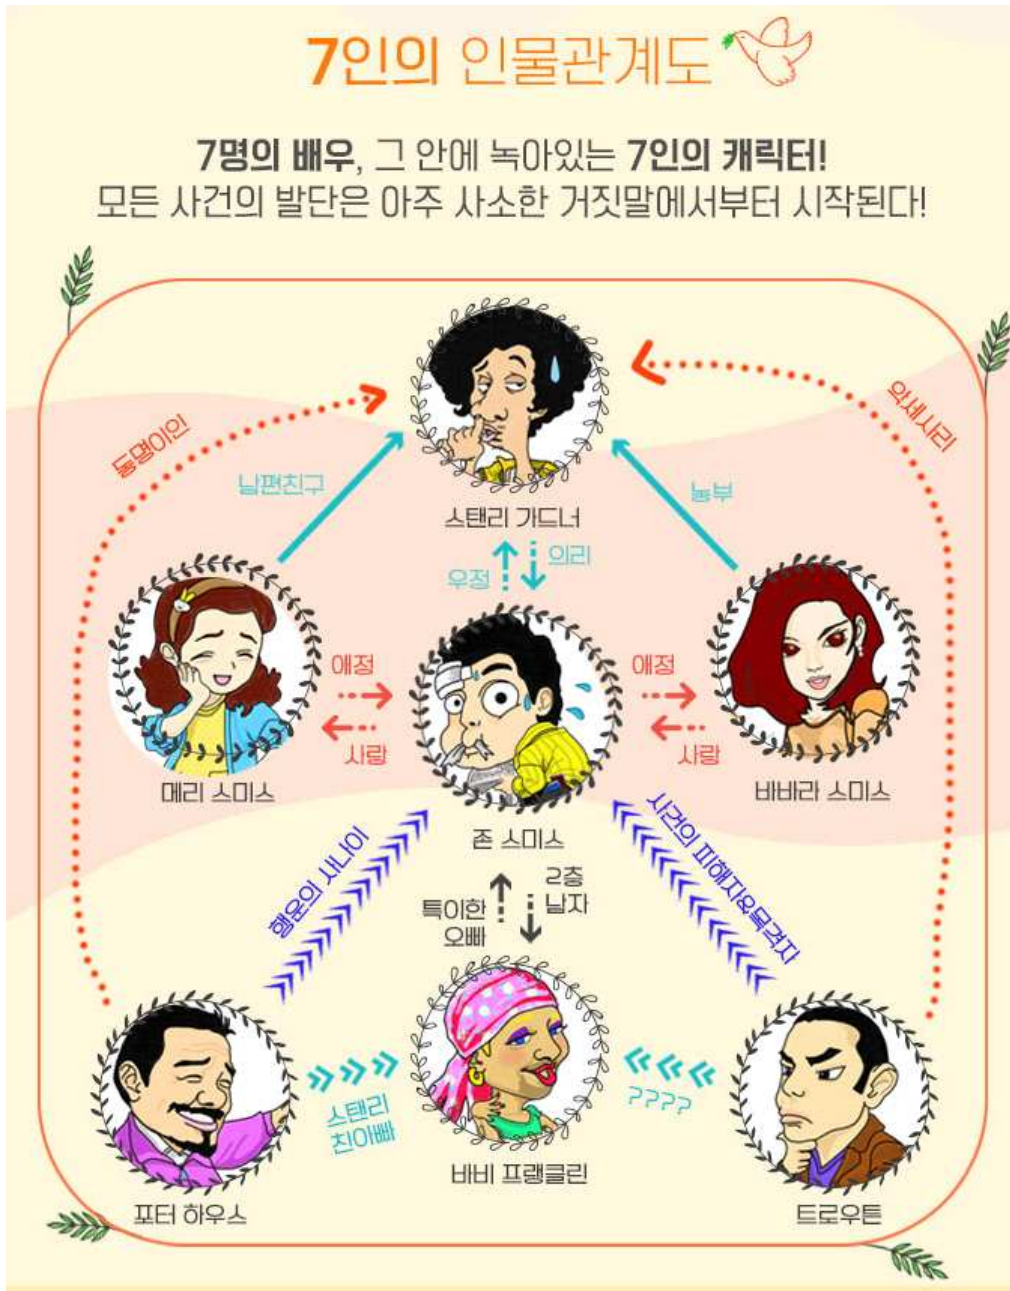 7인의 인물관계도
7명의 배우, 그 안에 녹아있는 7인의 캐릭터!
모든 사건의 발단은 아주 사소한 거짓말에서부터 시작된다!
동명이인
악세사리
남편친구
농부
스탠리 가드너
우정
의리
애정
사랑
애정
사랑
메리 스미스
바바라 스미스
존 스미스
행운의 사나이
사건의 피해자&목격자
특이한
오빠
2층
남자
스탠리
친아빠
????
바비 프랭클린
포터 하우스
트로우튼